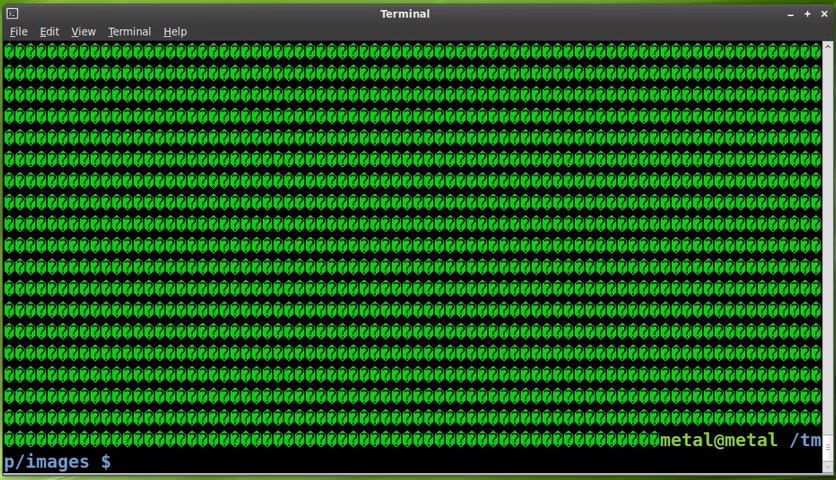 Terminal
File Edit View Terminal Help
metal@metal /tm
p/images $